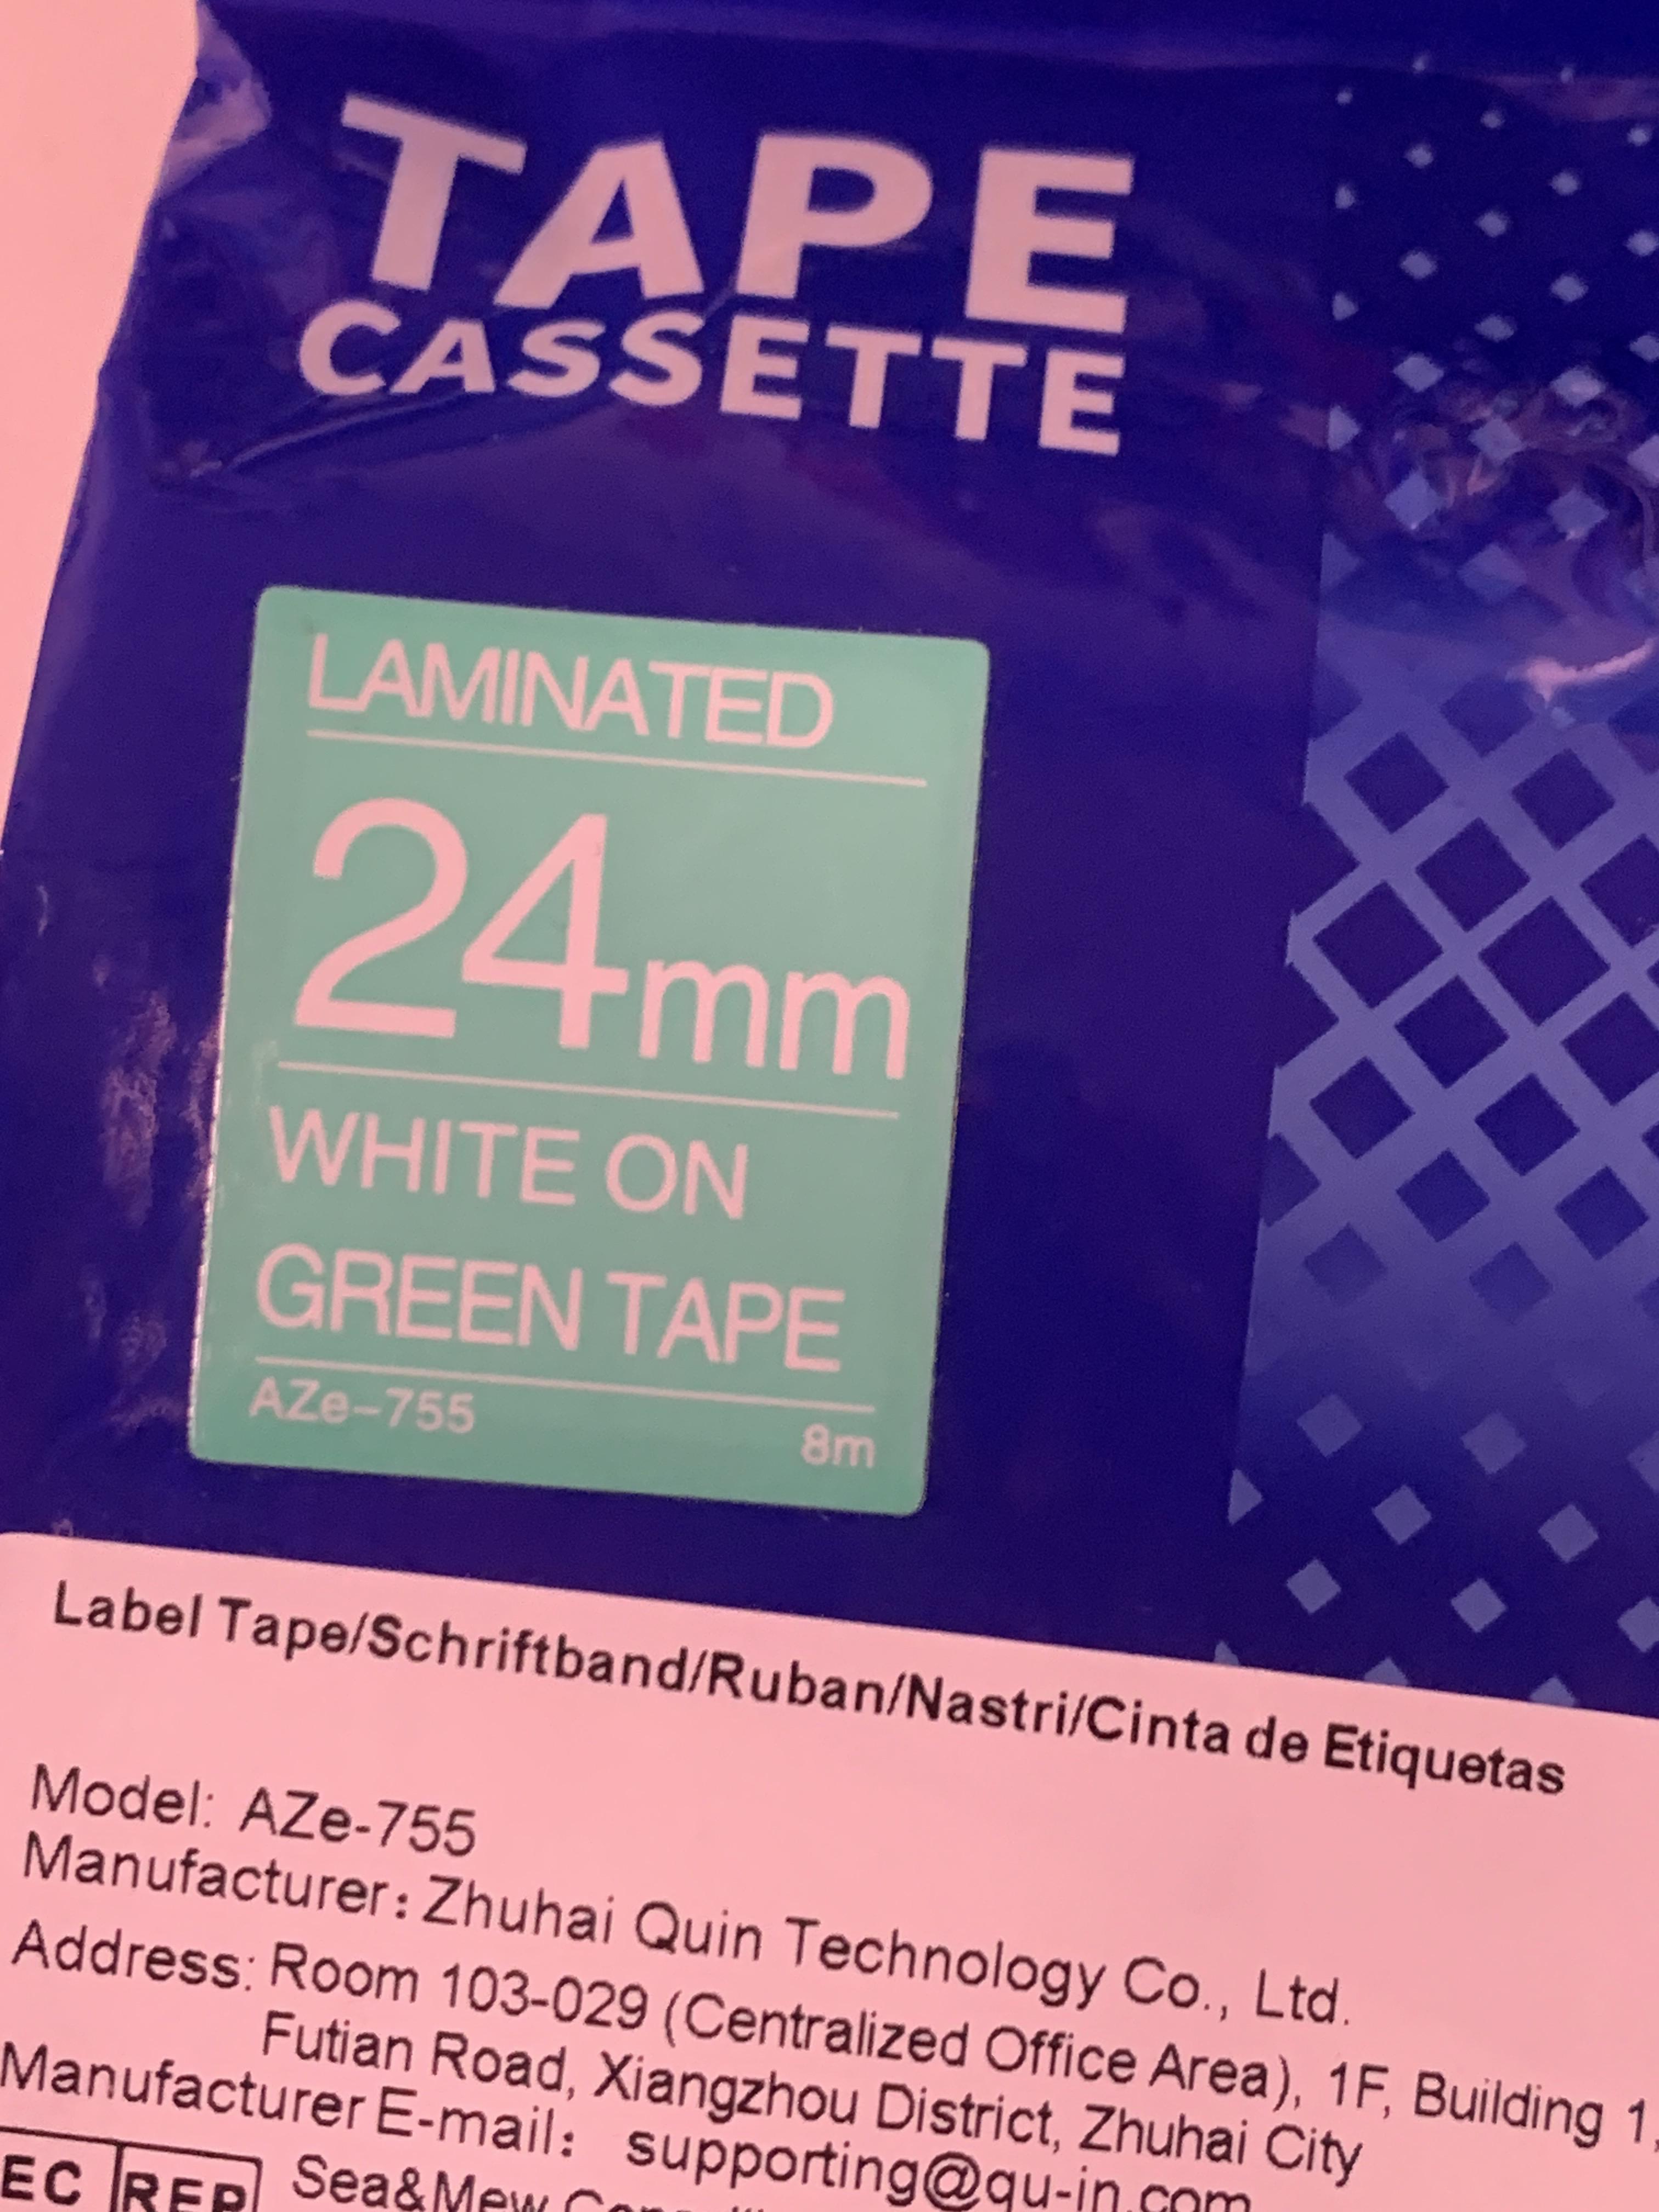 TAPE
CASSETTE
LAMINATED
24mm
WHITE ON
GREEN TAPE
AZe-755
8m
Label Tape/Schriftband/Ruban/Nastri/Cinta de Etiquetas
Model: AZe-755
Manufacturer: Zhuhai Quin Technology Co., Ltd.
Address: Room 103-029 (Centralized Office Area), 1F, Building 1,
Futian Road, Xiangzhou District, Zhuhai City
Manufacturer E-mail: supporting@qu-in.com
EC REP Sea&Mew